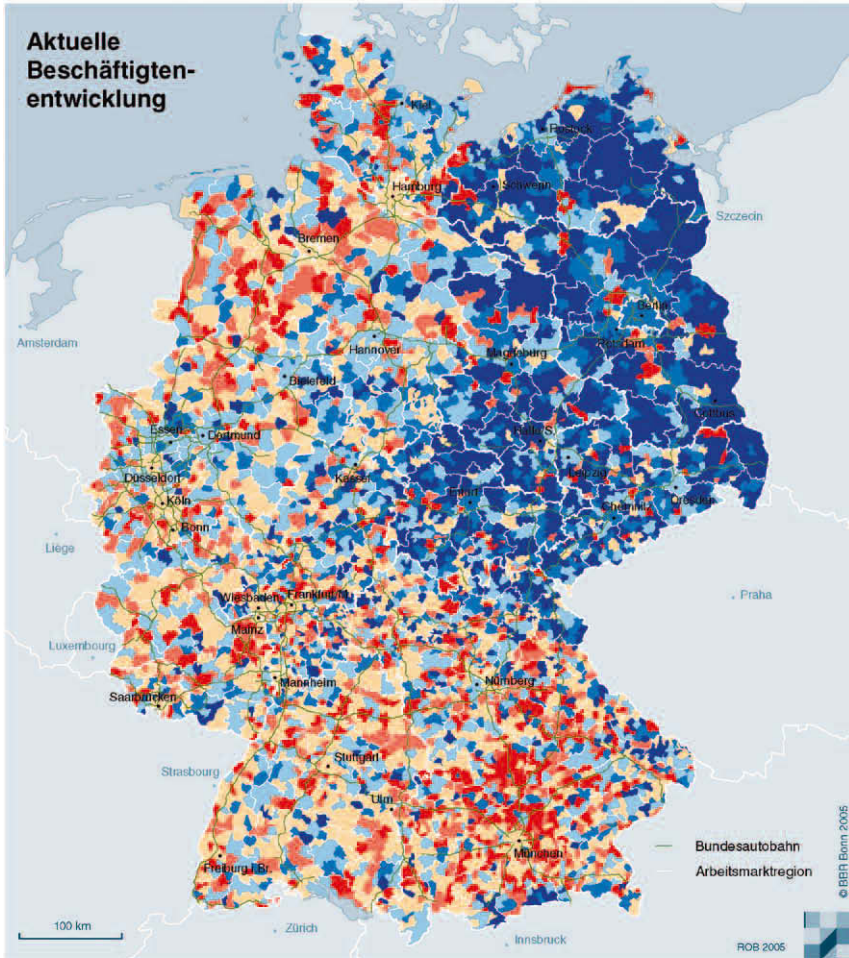 Aktuelle
Beschäftigten-
entwicklung
Kiel
Rostock
Hamburg
Schwerin
Szczecin
Bremen
Berlin
Amsterdam
Hannover
Potsdam
Magdeburg
Bielefeld
Cottbus
Essen
Dortmund
Halle S.
Düsseldorf
Kassel
Leipzig
Köln
Erfurt
Dresden
Chemnitz
Bonn
Liège
Wiesbaden
Frankfurt/M.
Praha
Mainz
Luxembourg
Mannheim
Nürnberg
Saarbrücken
Strasbourg
Stuttgart
Ulm
München
Bundesautobahn
Freiburg i.Br.
Arbeitsmarktregion
© BBR Bonn 2005
100 km
Zürich
Innsbruck
ROB 2005